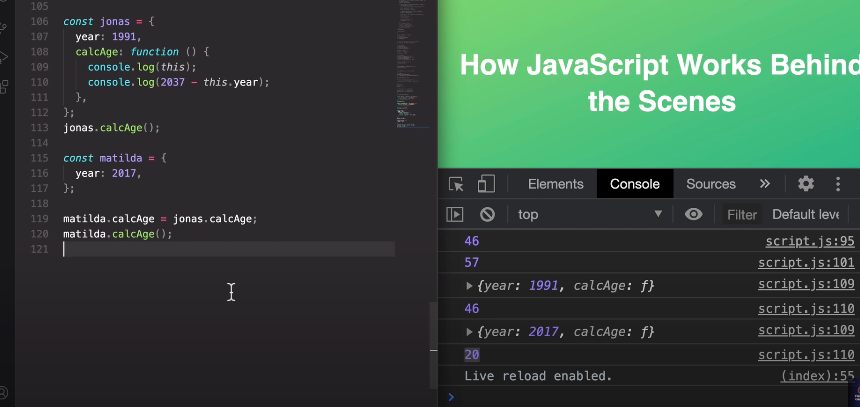 105
106 const jonas = {
107 year: 1991,
108 calcAge: function () {
109 console.log(this);
110 console.log(2037 - this.year);
111 },
112 };
113 jonas.calcAge();
114
115 const matilda = {
116 year: 2017,
117 };
118
119 matilda.calcAge = jonas.calcAge;
120 matilda.calcAge();
121
How JavaScript Works Behind
the Scenes
Elements Console Sources »
top ▼ Filter Default leve
46 script.js:95
57 script.js:101
▶{year: 1991, calcAge: ƒ} script.js:109
46 script.js:110
▶{year: 2017, calcAge: ƒ} script.js:109
20 script.js:110
Live reload enabled. (index):55
>